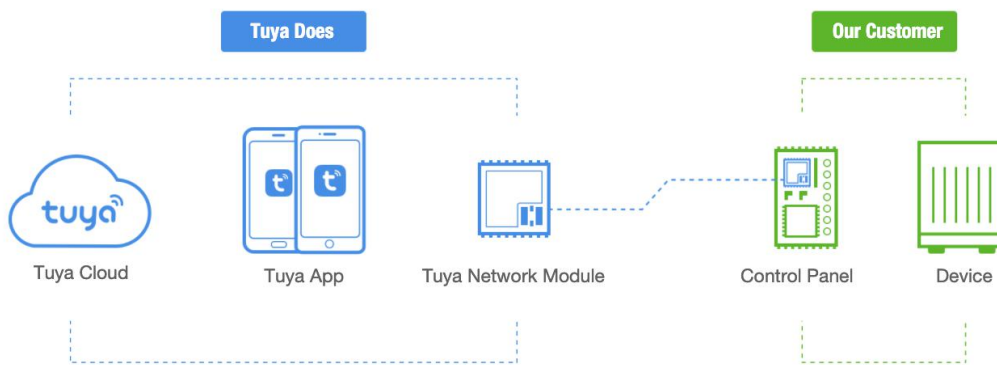 Tuya Does
Our Customer
tuya
Tuya Cloud
Tuya App
Tuya Network Module
Control Panel
Device